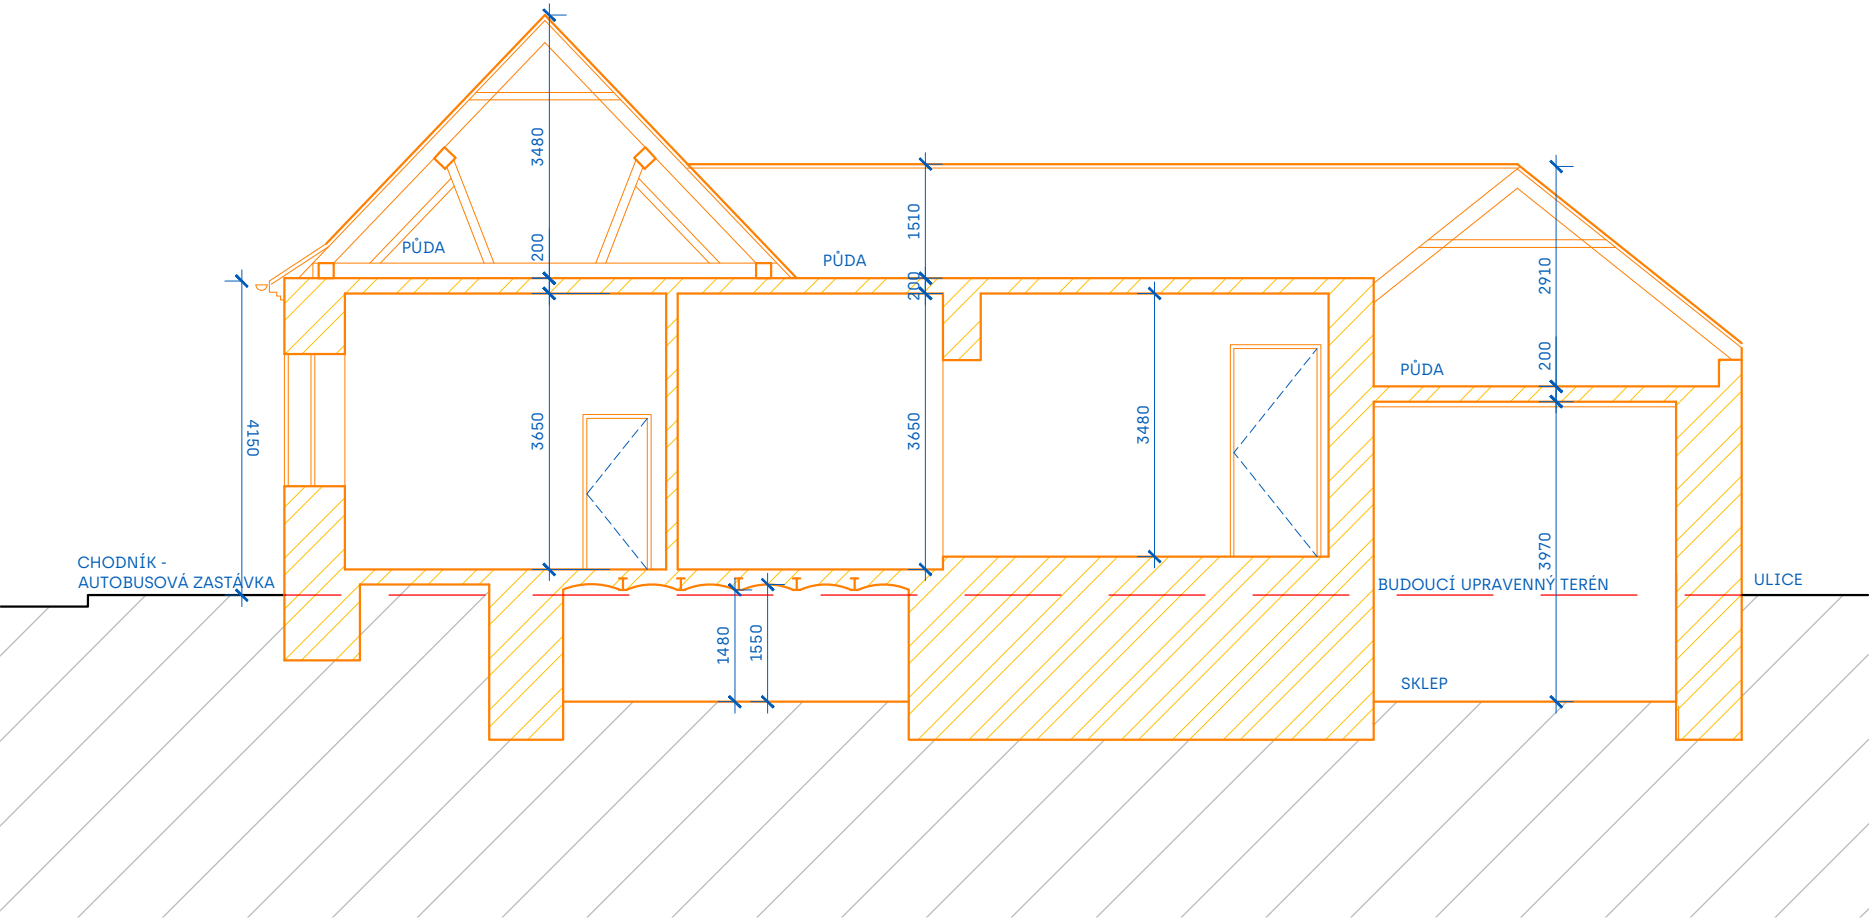 3480
200
PŮDA
1510
200
PŮDA
2910
200
PŮDA
4150
3650
3650
3480
3970
CHODNÍK -
AUTOBUSOVÁ ZASTÁVKA
BUDOUCÍ UPRAVENNÝ TERÉN
ULICE
1480
1550
SKLEP